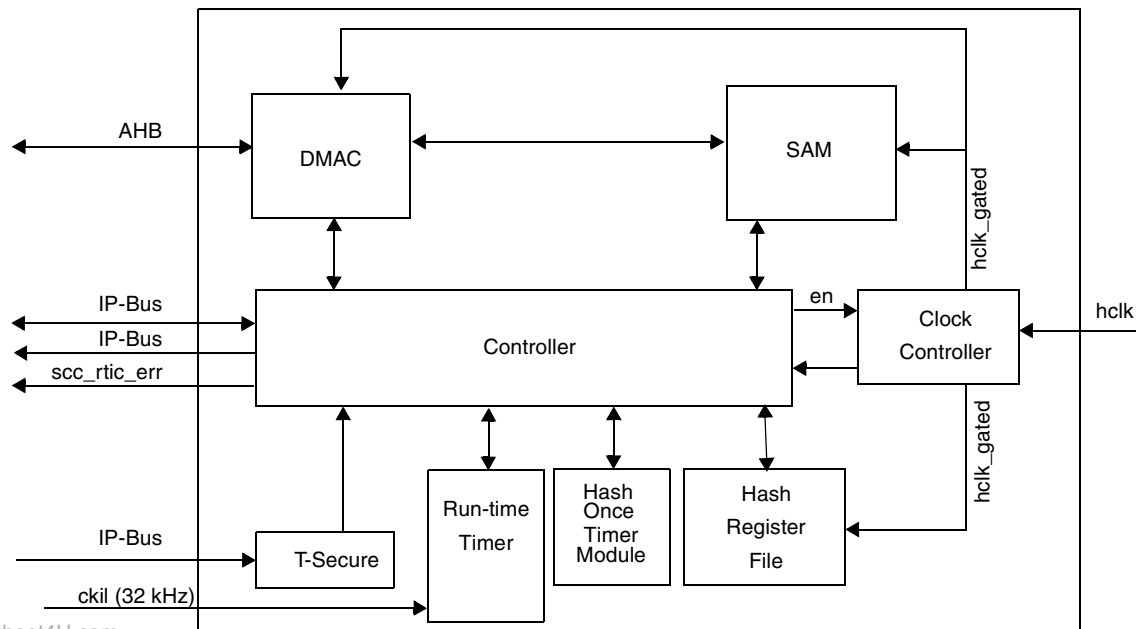 AHB
DMAC
SAM
hclk_gated
IP-Bus
IP-Bus
scc_rtic_err
Controller
en
Clock
Controller
hclk
hclk_gated
Run-time
Timer
Hash
Once
Timer
Module
Hash
Register
File
IP-Bus
T-Secure
ckil (32 kHz)